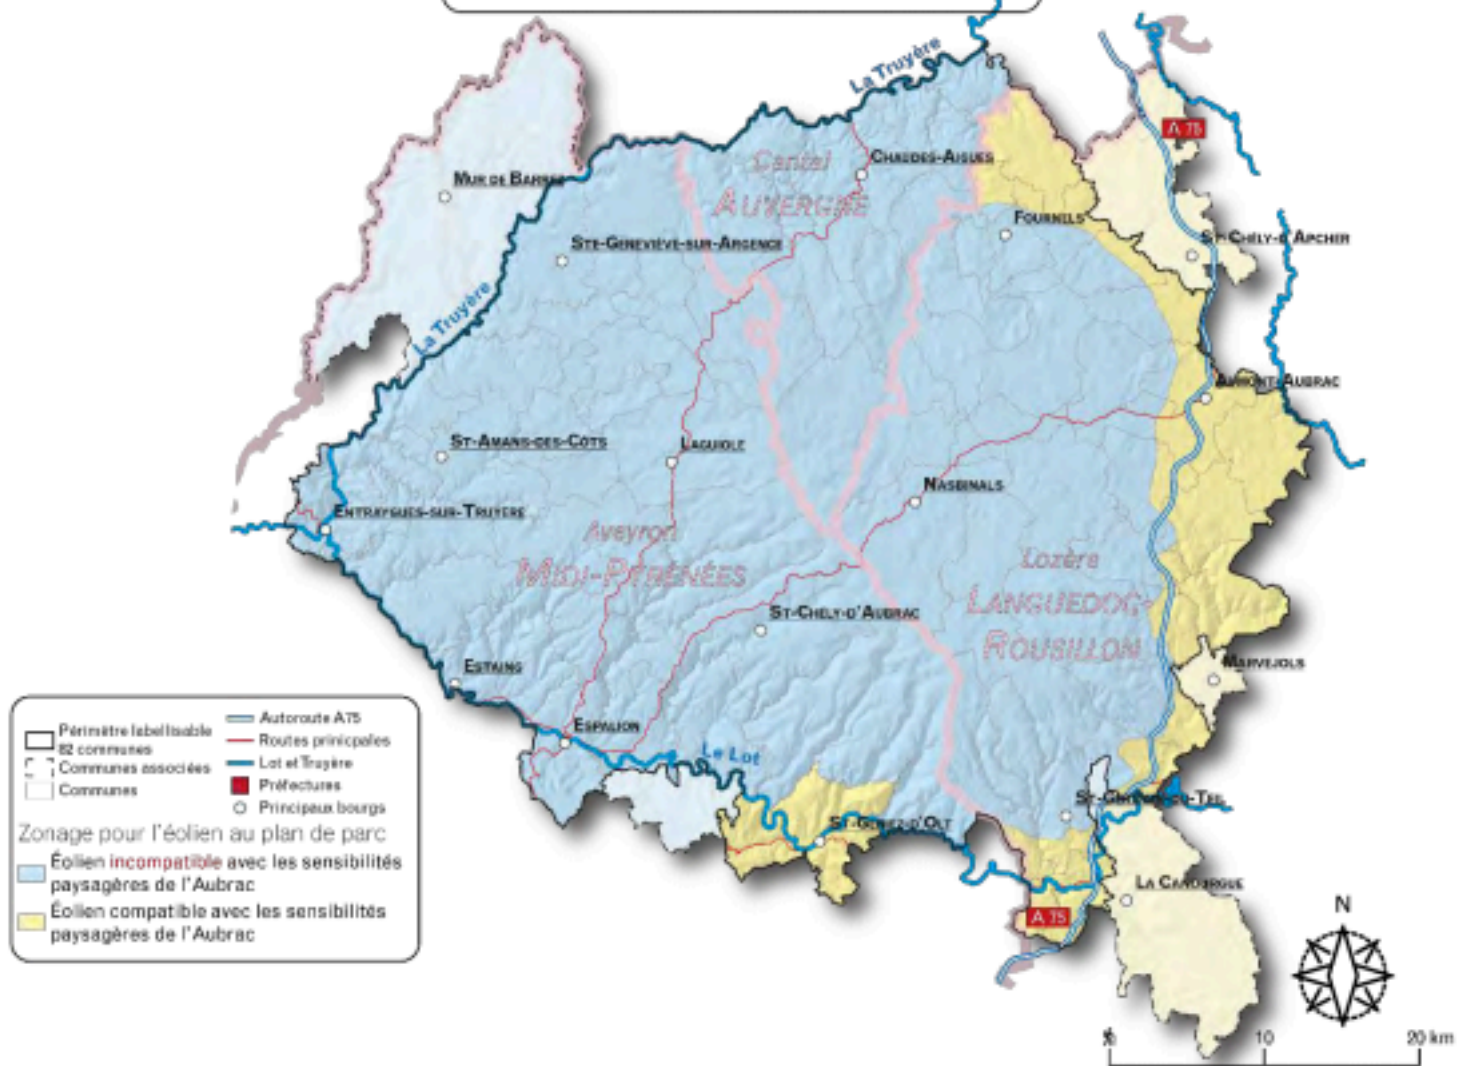 La Truyère
A 75
CHAUDES-AIGUES
Cantal
AUVERGNE
MUR DE BARREZ
FOURNELS
STE-GENEVIÈVE-SUR-ARGENCE
ST-CHÉLY-D'APCHER
La Truyère
AUMONT-AUBRAC
ST-AMANS-DES-COTS
LAGUIOLE
NASBINALS
ENTRAYGUES-SUR-TRUYÈRE
Aveyron
MIDI-PYRÉNÉES
Lozère
LANGUEDOC-
ROUSILLON
ST-CHÉLY-D'AUBRAC
ESTAING
MARVEJOLS
ESPALION
Le Lot
ST-GENIEZ-D'OLT
LA CANOURGUE
A 75
Périmètre labellisable
82 communes
Communes associées
Communes
Autoroute A75
Routes prinicpales
Lot et Truyère
Préfectures
Principaux bourgs
Zonage pour l'éolien au plan de parc
Éolien incompatible avec les sensibilités
paysagères de l'Aubrac
Éolien compatible avec les sensibilités
paysagères de l'Aubrac
N
10
20 km